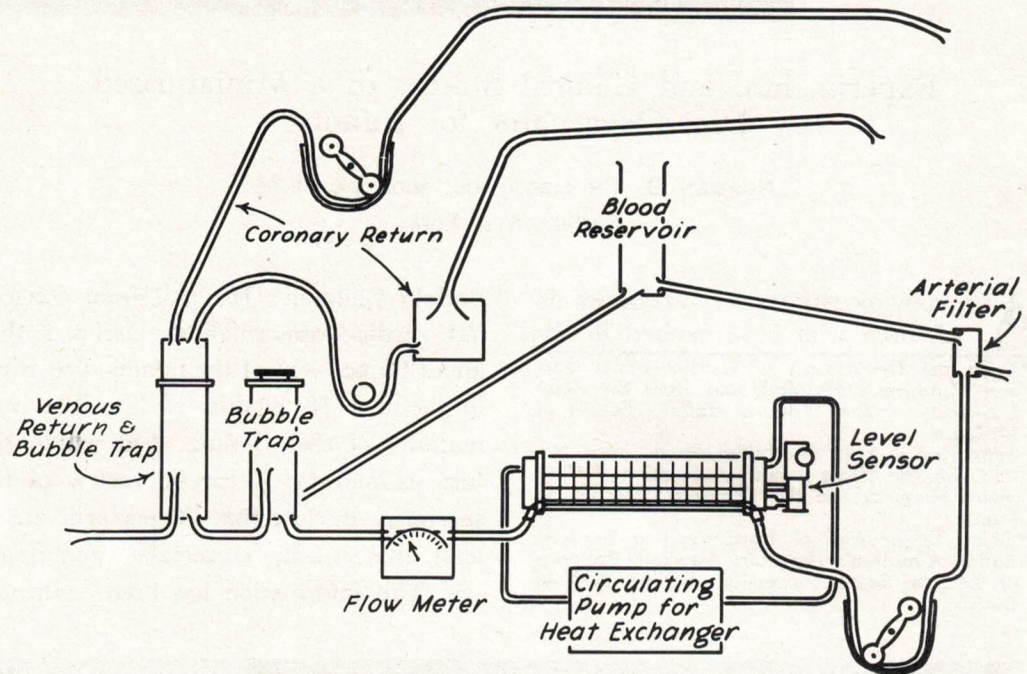 Coronary Return
Blood
Reservoir
Arterial
Filter
Venous
Return &
Bubble Trap
Bubble
Trap
Level
Sensor
Flow Meter
Circulating
Pump for
Heat Exchanger